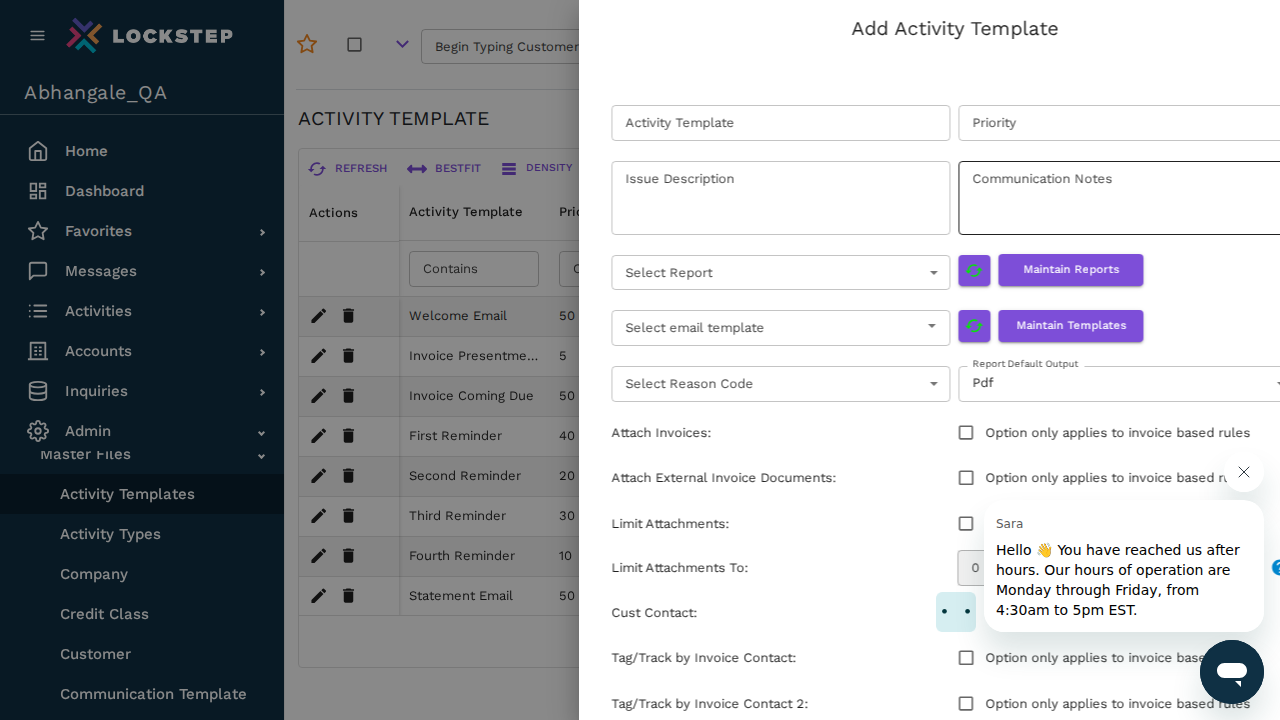 LOCKSTEP
Abhangale_QA
Home
Dashboard
Favorites
Messages
Activities
Accounts
Inquiries
Admin
Master Files
Activity Templates
Activity Types
Company
Credit Class
Customer
Communication Template
Begin Typing Customer
ACTIVITY TEMPLATE
REFRESH BESTFIT DENSITY
Actions Activity Template
Contains
Welcome Email 50
Invoice Presentme... 5
Invoice Coming Due 50
First Reminder 40
Second Reminder 20
Third Reminder 30
Fourth Reminder 10
Statement Email 50
Add Activity Template
Activity Template Priority
Issue Description Communication Notes
Select Report Maintain Reports
Select email template Maintain Templates
Report Default Output
Select Reason Code Pdf
Attach Invoices: Option only applies to invoice based rules
Attach External Invoice Documents: Option only applies to invoice based
Limit Attachments:
Limit Attachments To: 0
Cust Contact:
Tag/Track by Invoice Contact: Option only applies to invoice
Tag/Track by Invoice Contact 2: Option only applies to invoice based rules
Sara
Hello 👋 You have reached us after
hours. Our hours of operation are
Monday through Friday, from
4:30am to 5pm EST.